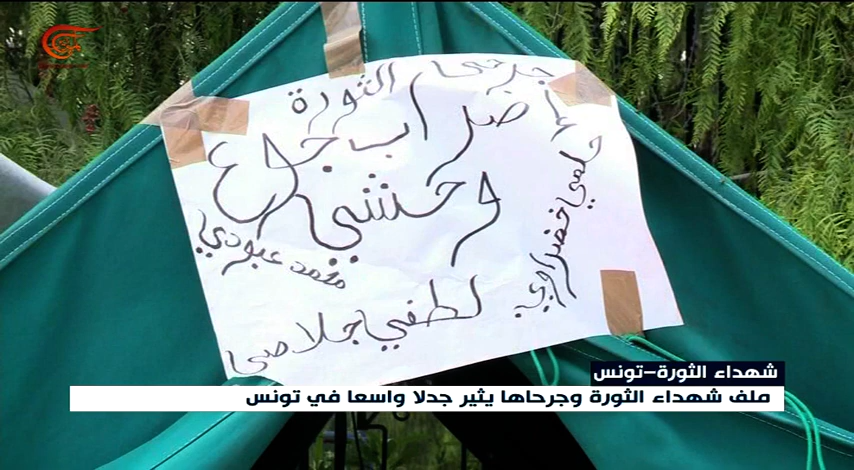 جرحى الثورة
اضراب جوع
وحشي
حلمي خضراوي
محمد عبودي
لطفي جلاصي
شهداء الثورة–تونس
ملف شهداء الثورة وجرحاها يثير جدلا واسعا في تونس